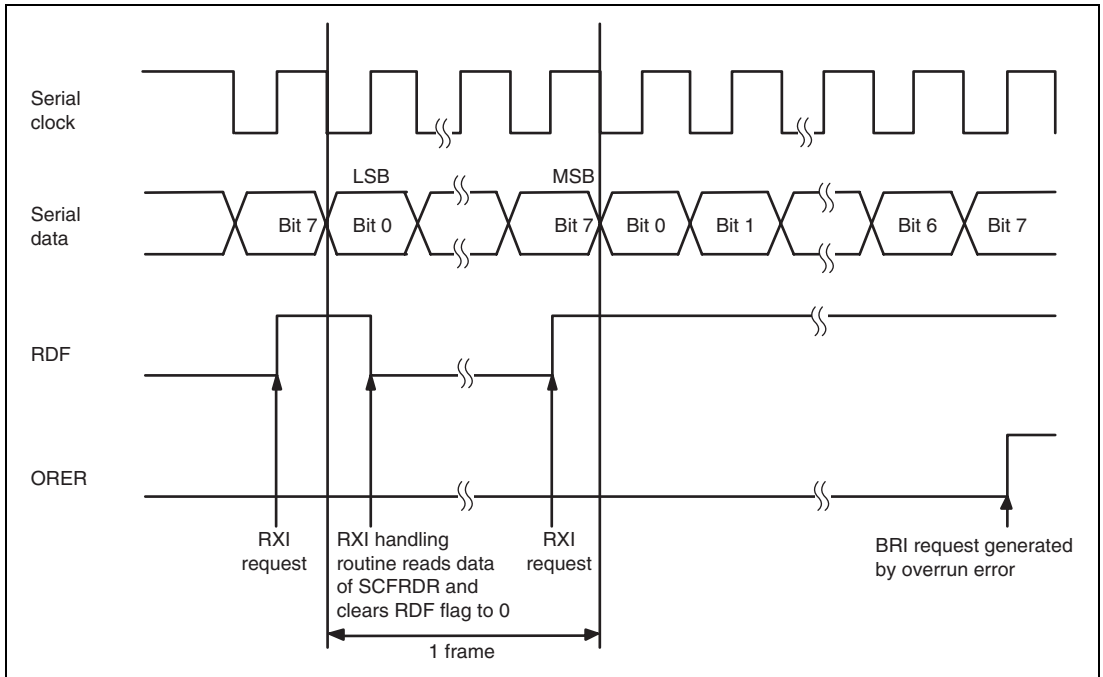 Serial
clock
LSB
MSB
Serial
data
Bit 7
Bit 0
Bit 7
Bit 0
Bit 1
Bit 6
Bit 7
RDF
ORER
RXI
request
RXI handling
routine reads data
of SCFRDR and
clears RDF flag to 0
RXI
request
BRI request generated
by overrun error
1 frame